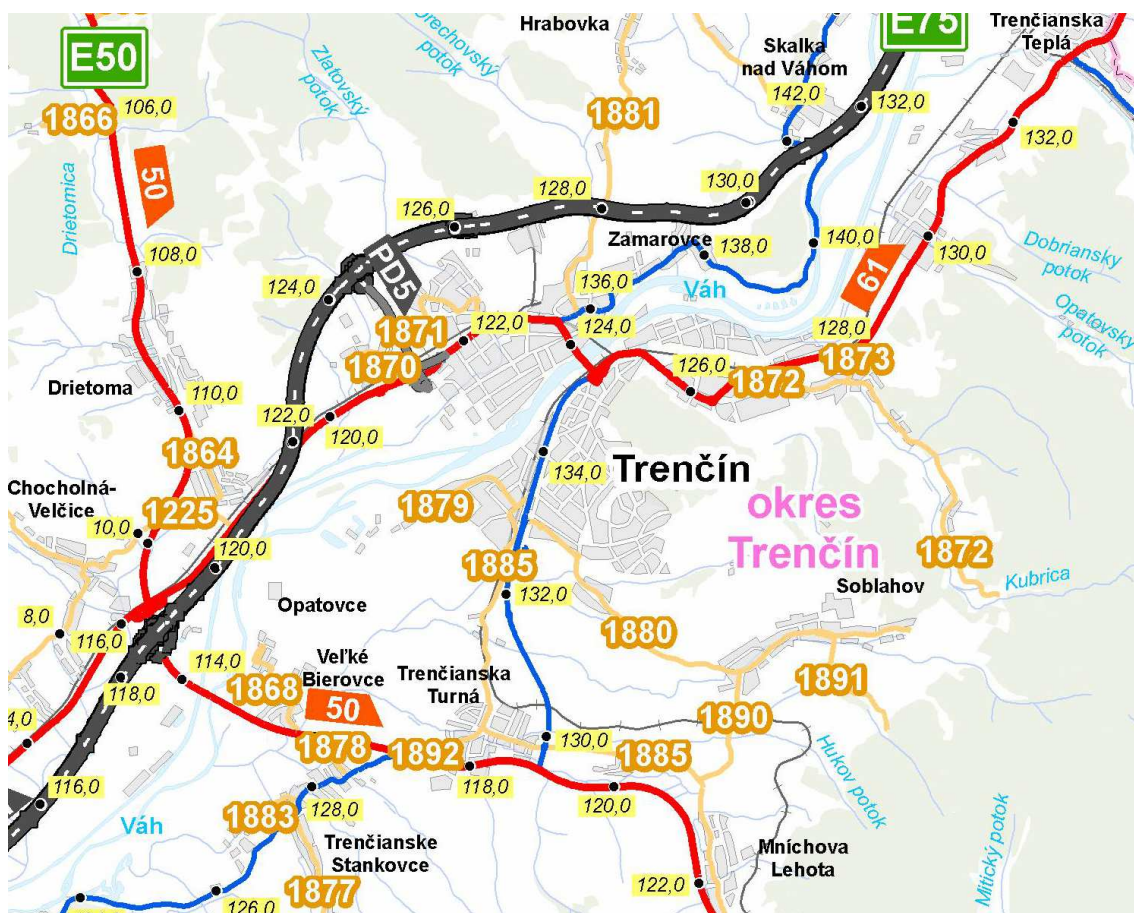 E50
E75
Hrabovka
Orechovský
potok
Zlatovský
potok
Skalka
nad Váhom
Trenčianska
Teplá
142,0
132,0
106,0
1866
1881
132,0
50
Drietomica
130,0
128,0
126,0
Zamarovce
138,0
140,0
130,0
Dobriansky
potok
108,0
124,0
PD5
136,0
Váh
61
Opatovský
potok
1871
122,0
124,0
128,0
1870
126,0
1872
1873
Drietoma
110,0
122,0
120,0
1864
134,0
Trenčín
Chocholná-
Velčice
10,0
1225
1879
okres
Trenčín
120,0
1885
1872
132,0
Soblahov
Kubrica
8,0
116,0
Opatovce
1880
114,0
118,0
1868
Veľké
Bierovce
50
Trenčianska
Turná
1891
1890
4,0
1878
1892
130,0
1885
Hukov
potok
116,0
128,0
118,0
120,0
Váh
1883
Trenčianske
Stankovce
Mníchova
Lehota
Mitický potok
1877
122,0
126,0